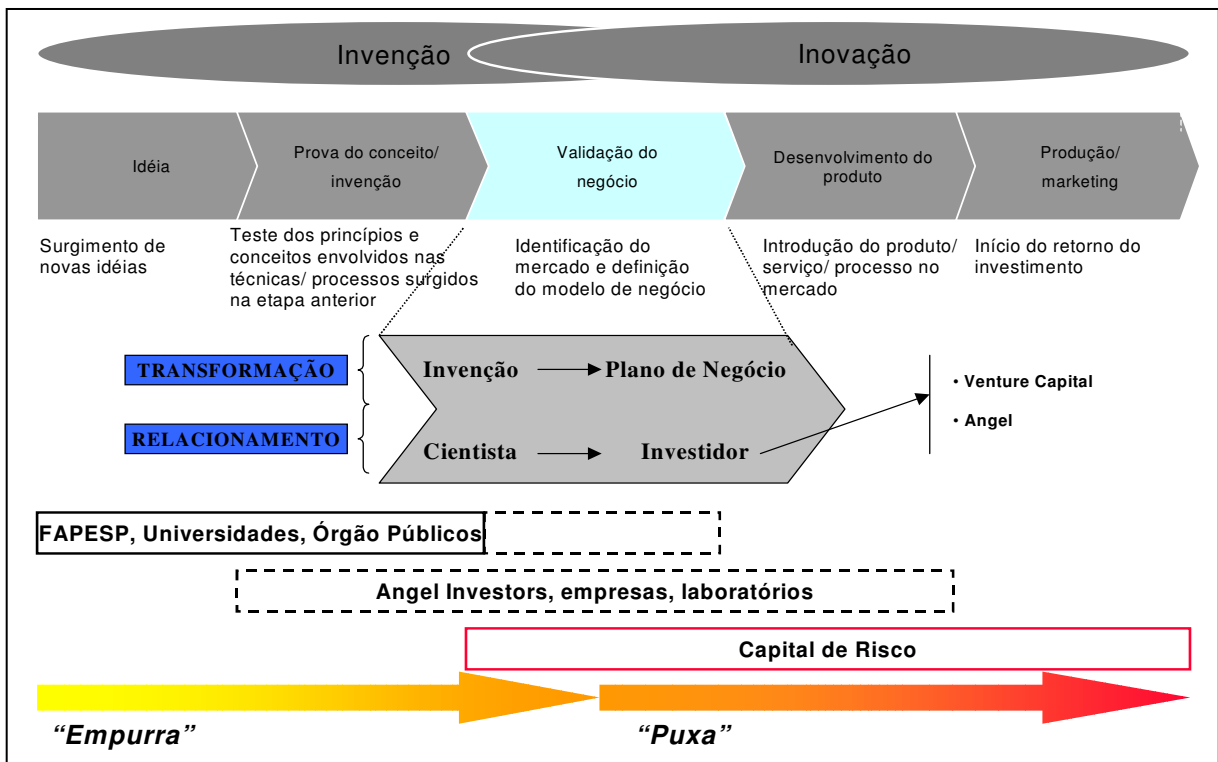 Invenção
Inovação
Idéia
Prova do conceito/
invenção
Validação do
negócio
Desenvolvimento do
produto
Produção/
marketing
Surgimento de
novas idéias
Teste dos princípios e
conceitos envolvidos nas
técnicas/ processos surgidos
na etapa anterior
Identificação do
mercado e definição
do modelo de negócio
Introdução do produto/
serviço/ processo no
mercado
Início do retorno do
investimento
TRANSFORMAÇÃO
Invenção
Plano de Negócio
RELACIONAMENTO
Cientista
Investidor
• Venture Capital
• Angel
FAPESP, Universidades, Órgão Públicos
Angel Investors, empresas, laboratórios
Capital de Risco
“Empurra”
“Puxa”